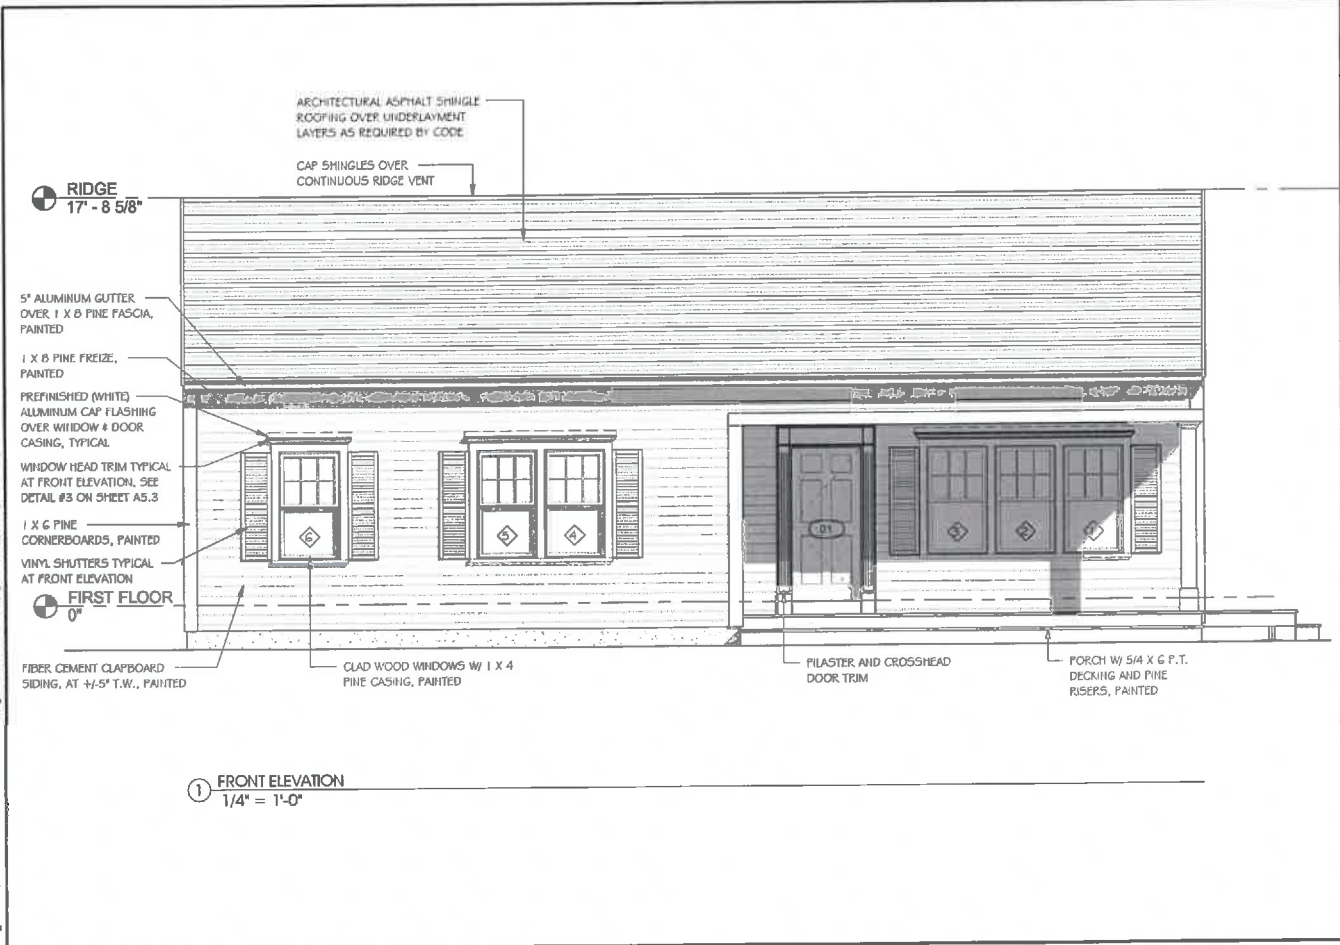 ARCHITECTURAL ASPHALT SHINGLE
ROOFING OVER UNDERLAYMENT
LAYERS AS REQUIRED BY CODE
CAP SHINGLES OVER
CONTINUOUS RIDGE VENT
RIDGE
17' - 8 5/8"
5" ALUMINUM GUTTER
OVER 1 X 8 PINE FASCIA,
PAINTED
1 X 8 PINE FREIZE,
PAINTED
PREFINISHED (WHITE)
ALUMINUM CAP FLASHING
OVER WINDOW & DOOR
CASING, TYPICAL
WINDOW HEAD TRIM TYPICAL
AT FRONT ELEVATION. SEE
DETAIL #3 ON SHEET A5.3
1 X 6 PINE
CORNERBOARDS, PAINTED
VINYL SHUTTERS TYPICAL
AT FRONT ELEVATION
FIRST FLOOR
0"
FIBER CEMENT CLAPBOARD
SIDING, AT +/-5" T.W., PAINTED
6
5
4
01
3
2
1
CLAD WOOD WINDOWS W/ 1 X 4
PINE CASING, PAINTED
PILASTER AND CROSSHEAD
DOOR TRIM
PORCH W/ 5/4 X 6 P.T.
DECKING AND PINE
RISERS, PAINTED
1 FRONT ELEVATION
1/4" = 1'-0"